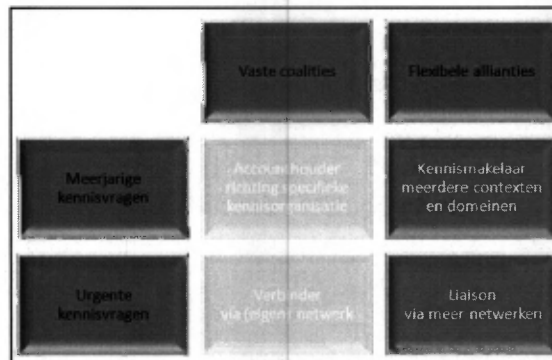 Vaste coalities
Flexibele allianties
Meerjarige
kennisvragen
Accounthouder
richting specifieke
kennisorganisatie
Kennismakelaar
meerdere contexten
en domeinen
Urgente
kennisvragen
Verbinder
via (eigen) netwerk
Liaison
via meer netwerken